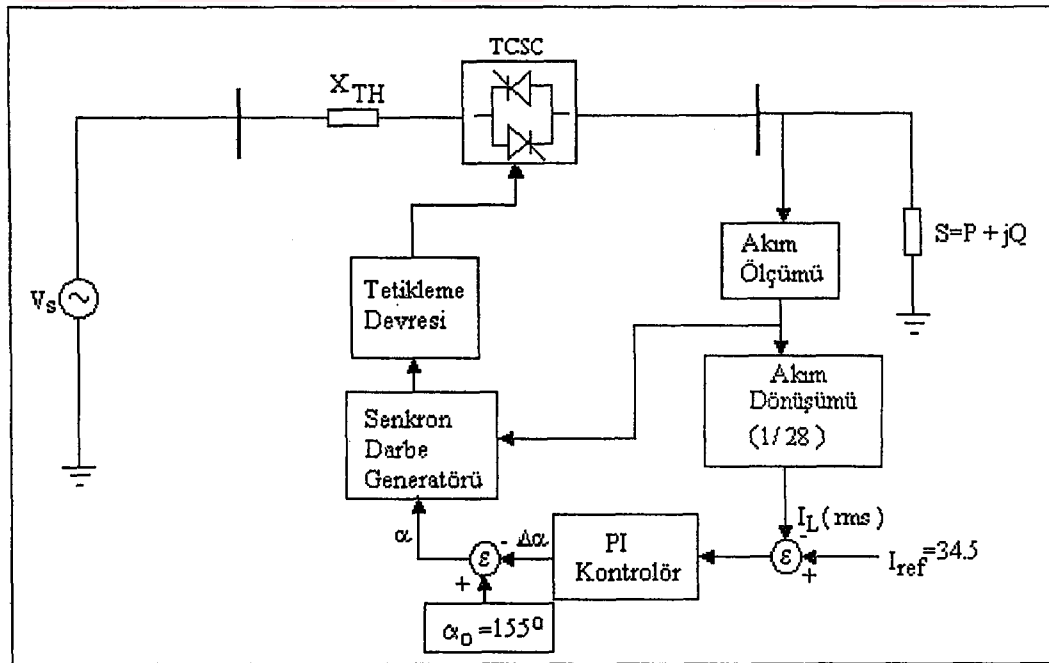 TCSC
X_TH
Akım
Ölçümü
S=P+jQ
Tetikleme
Devresi
V_s
Akım
Dönüşümü
(1/28)
Senkron
Darbe
Generatörü
I_L(rms)
α
- Δα
PI
Kontrolör
-
ε
+
ε
+
I_ref=34.5
α_o=155°